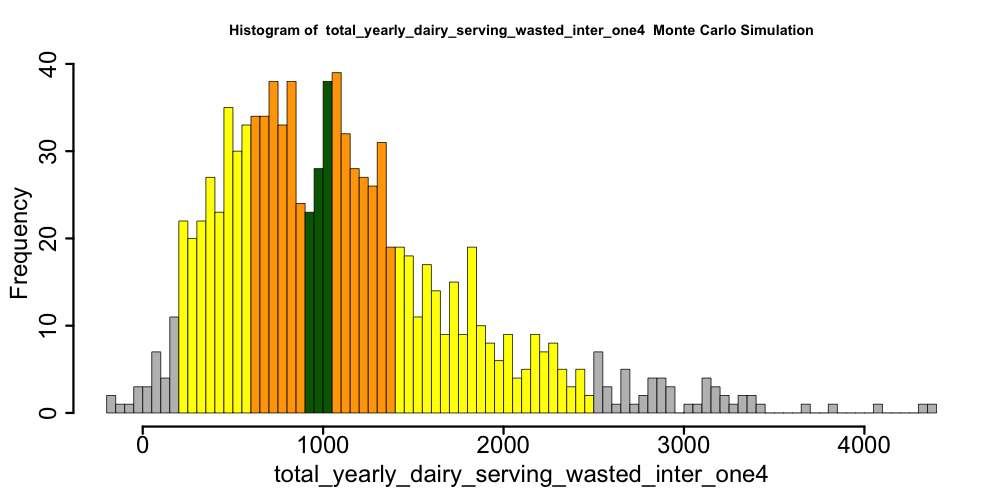 Histogram of  total_yearly_dairy_serving_wasted_inter_one4  Monte Carlo Simulation
40
30
20
10
0
Frequency
0 1000 2000 3000 4000
total_yearly_dairy_serving_wasted_inter_one4